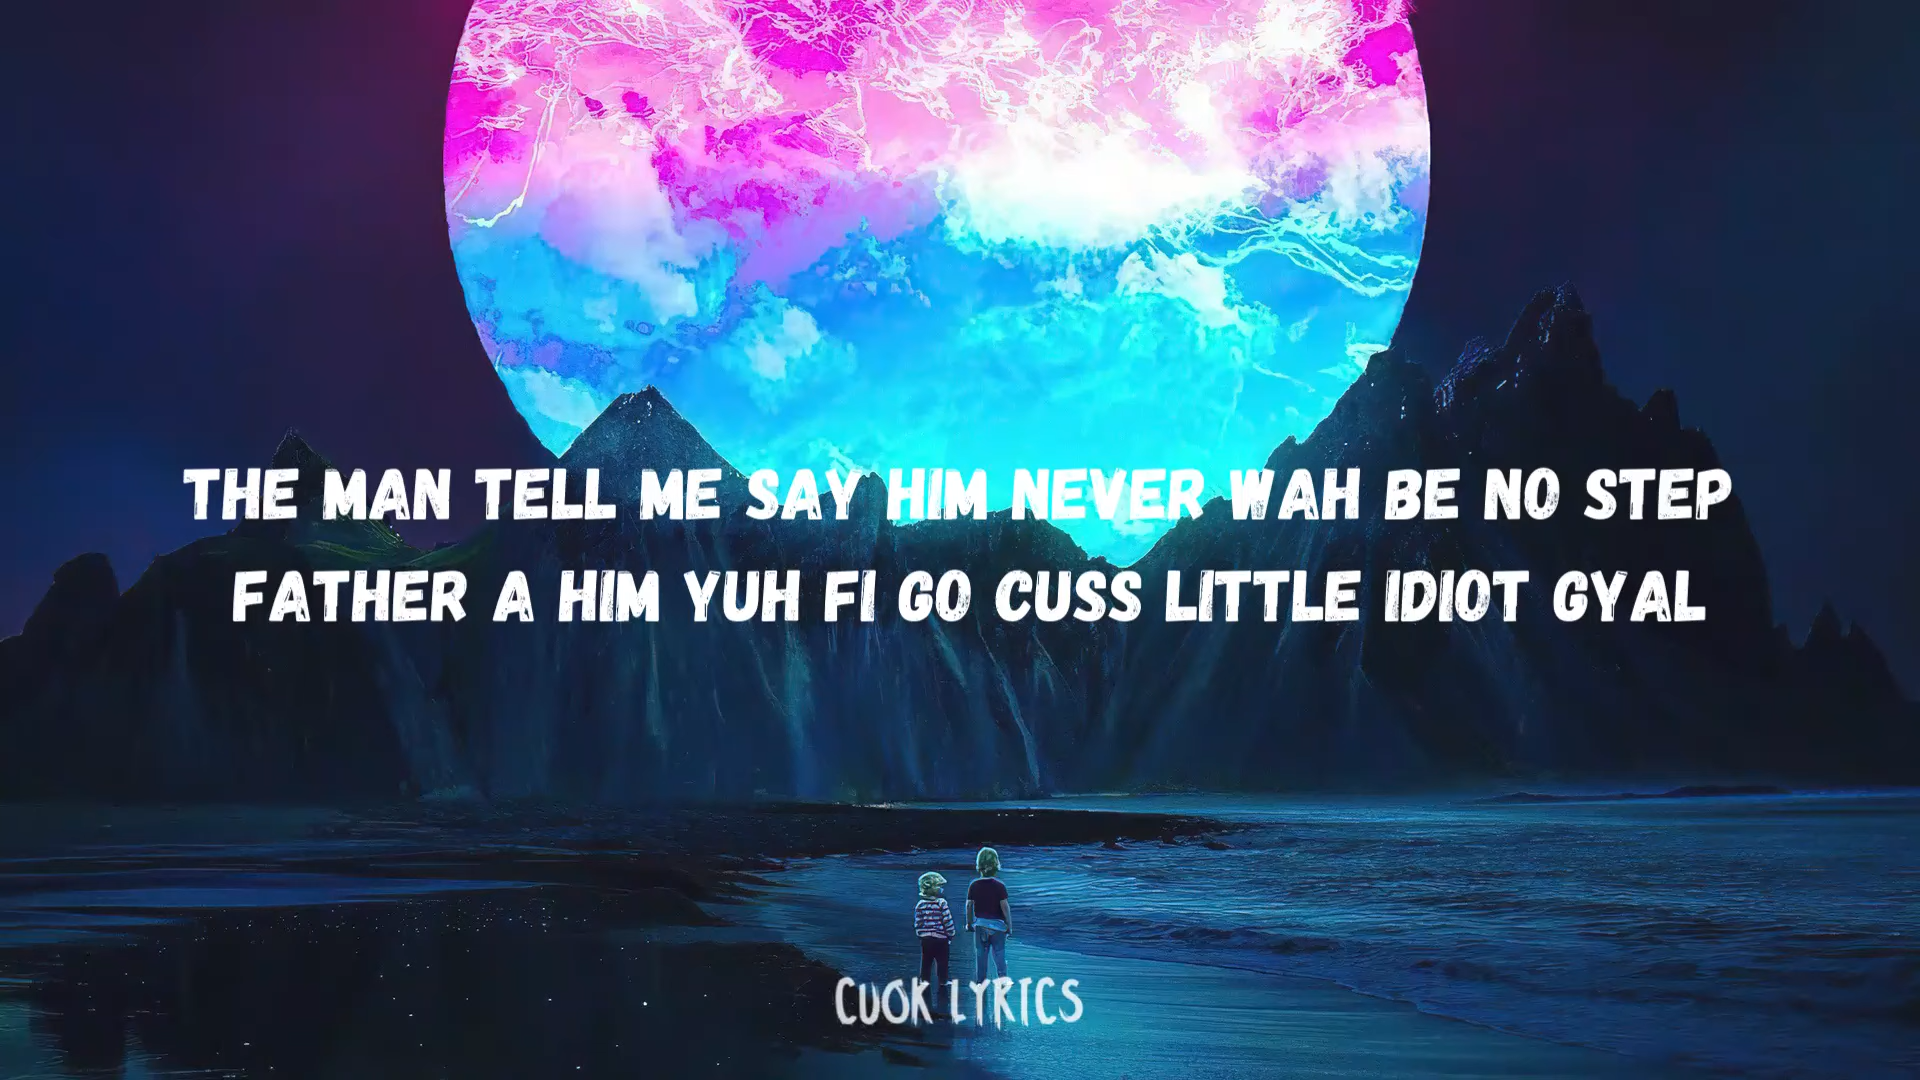 THE MAN TELL ME SAY HIM NEVER WAH BE NO STEP
FATHER A HIM YUH FI GO CUSS LITTLE IDIOT GYAL
CUOK LYRICS